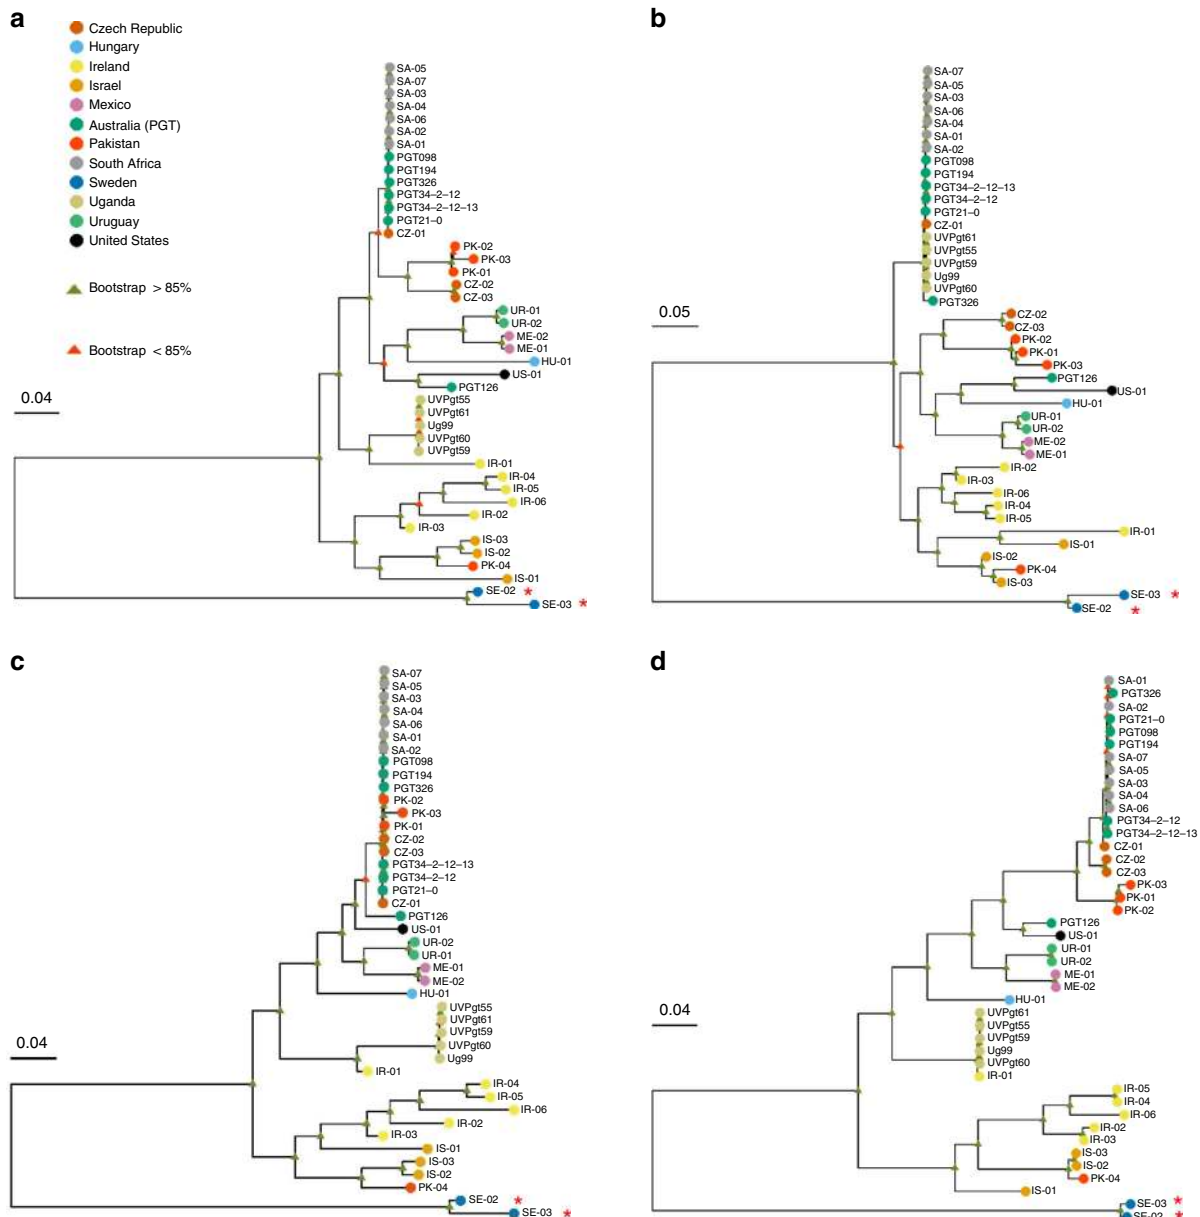 a
Czech Republic
Hungary
Ireland
Israel
Mexico
Australia (PGT)
Pakistan
South Africa
Sweden
Uganda
Uruguay
United States
Bootstrap > 85%
Bootstrap < 85%
0.04
SA-05
SA-07
SA-03
SA-04
SA-06
SA-02
SA-01
PGT098
PGT194
PGT326
PGT34–2–12
PGT34–2–12–13
PGT21–0
CZ-01
PK-02
PK-03
PK-01
CZ-02
CZ-03
UR-01
UR-02
ME-02
ME-01
HU-01
US-01
PGT126
UVPgt55
UVPgt61
Ug99
UVPgt60
UVPgt59
IR-01
IR-04
IR-05
IR-06
IR-02
IR-03
IS-03
IS-02
PK-04
IS-01
SE-02 *
SE-03 *
b
0.05
SA-07
SA-05
SA-03
SA-06
SA-04
SA-01
SA-02
PGT098
PGT194
PGT34–2–12–13
PGT34–2–12
PGT21–0
CZ-01
UVPgt61
UVPgt55
UVPgt59
Ug99
UVPgt60
PGT326
CZ-02
CZ-03
PK-02
PK-01
PK-03
PGT126
US-01
HU-01
UR-01
UR-02
ME-02
ME-01
IR-02
IR-03
IR-06
IR-04
IR-05
IR-01
IS-01
IS-02
PK-04
IS-03
SE-03 *
SE-02 *
c
0.04
SA-07
SA-05
SA-03
SA-04
SA-06
SA-01
SA-02
PGT098
PGT194
PGT326
PK-02
PK-03
PK-01
CZ-02
CZ-03
PGT34–2–12–13
PGT34–2–12
PGT21–0
CZ-01
PGT126
US-01
UR-02
UR-01
ME-01
ME-02
HU-01
UVPgt55
UVPgt61
UVPgt59
UVPgt60
Ug99
IR-01
IR-04
IR-05
IR-06
IR-02
IR-03
IS-01
IS-03
IS-02
PK-04
SE-02 *
SE-03 *
d
0.04
SA-01
PGT326
SA-02
PGT21–0
PGT098
PGT194
SA-07
SA-05
SA-03
SA-04
SA-06
PGT34–2–12
PGT34–2–12–13
CZ-01
CZ-02
CZ-03
PK-03
PK-01
PK-02
PGT126
US-01
UR-01
UR-02
ME-01
ME-02
HU-01
UVPgt61
UVPgt55
UVPgt59
Ug99
UVPgt60
IR-01
IR-05
IR-04
IR-06
IR-02
IR-03
IS-03
IS-02
PK-04
IS-01
SE-03 *
SE-02 *